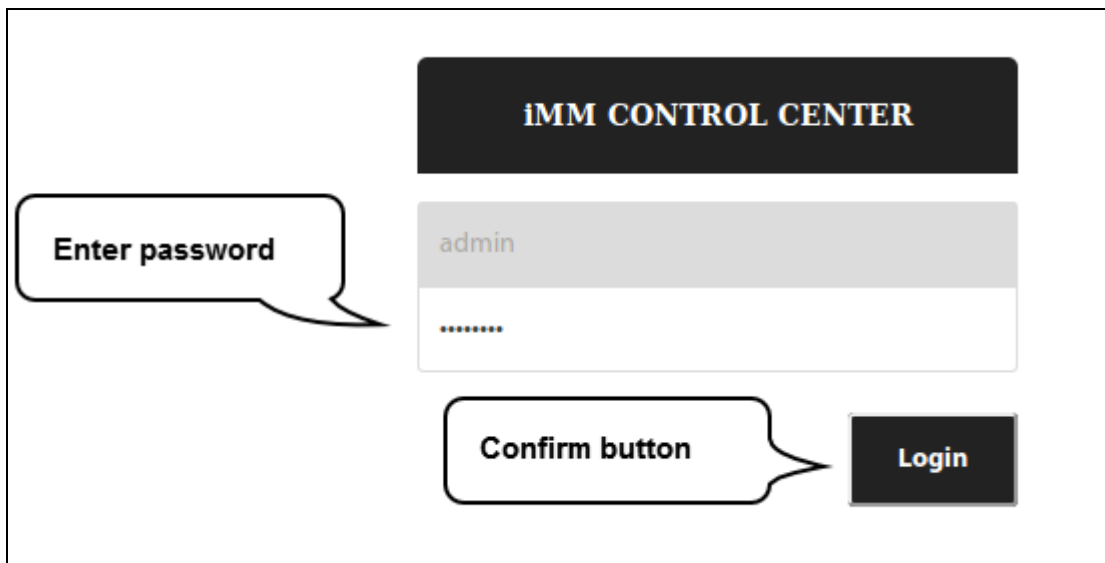 iMM CONTROL CENTER
Enter password
admin
••••••••
Confirm button
Login